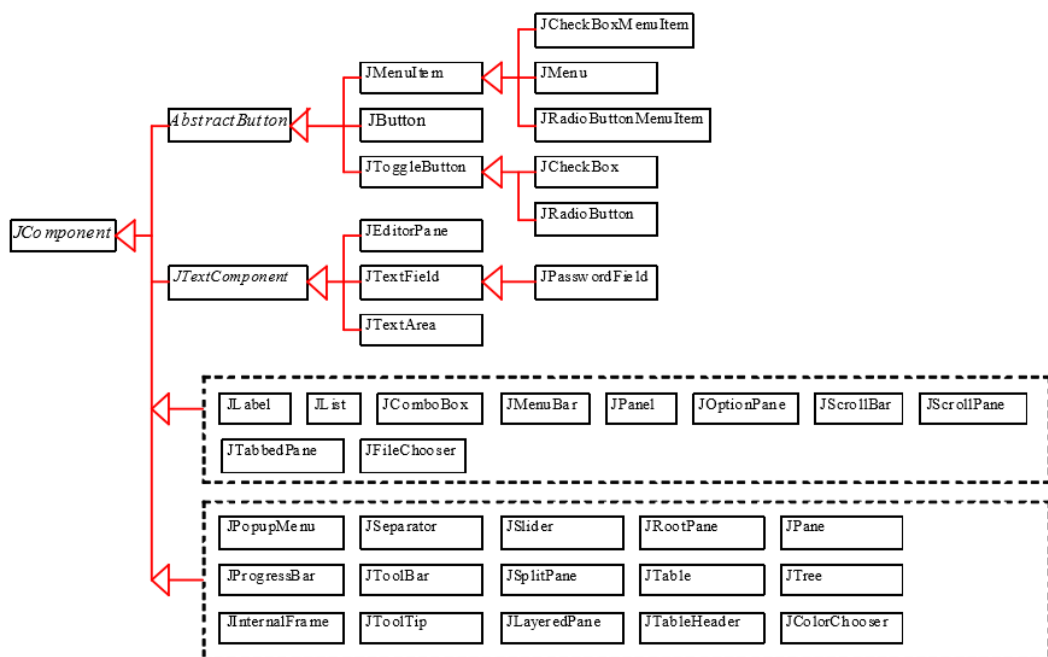 JCheckBoxMenuItem
JMenuItem
JMenu
AbstractButton
JButton
JRadioButtonMenuItem
JToggleButton
JCheckBox
JRadioButton
JComponent
JEditorPane
JTextComponent
JTextField
JPasswordField
JTextArea
JLabel JList JComboBox JMenuBar JPanel JOptionPane JScrollBar JScrollPane
JTabbedPane JFileChooser
JPopupMenu JSeparator JSlider JRootPane JPane
JProgressBar JToolBar JSplitPane JTable JTree
JInternalFrame JToolTip JLayeredPane JTableHeader JColorChooser